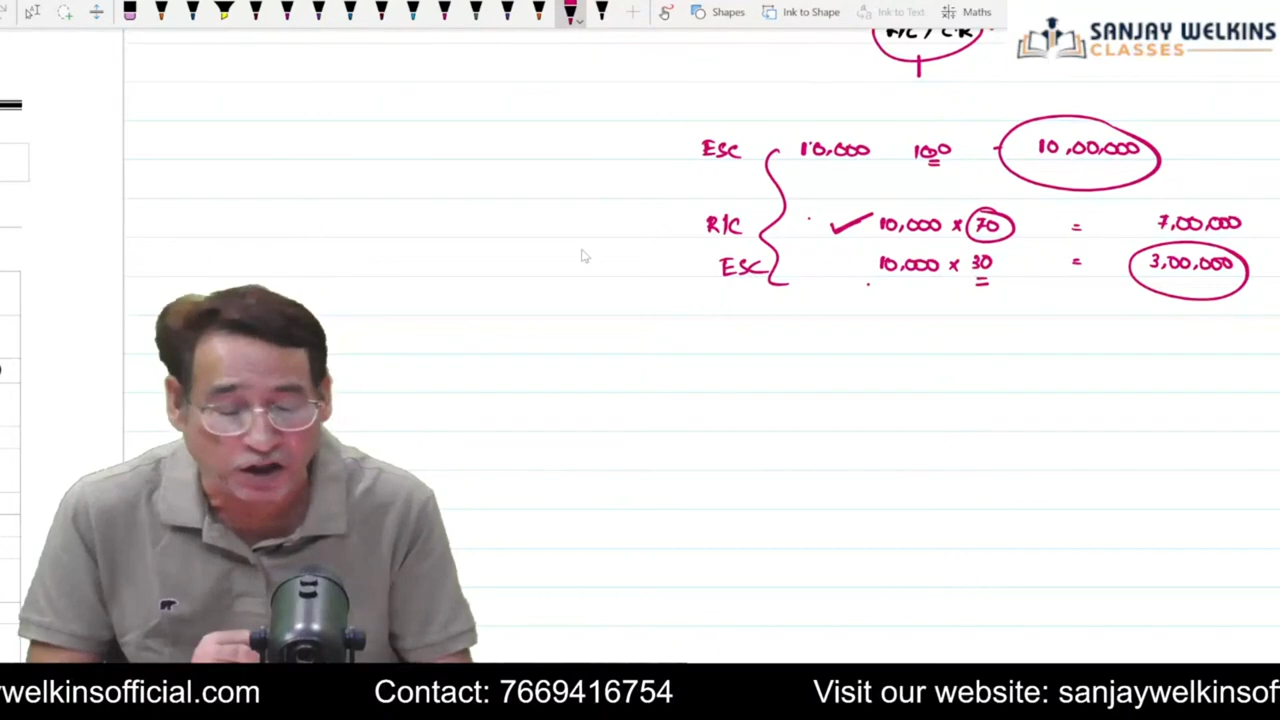 Shapes Ink to Shape Ink to Text Maths
SANJAY WELKINS
CLASSES
R/C / C·R
ESC 10,000 100 - 10,00,000
R/C ✓ 10,000 × 70 = 7,00,000
ESC 10,000 × 30 = 3,00,000
ywelkinsofficial.com Contact: 7669416754 Visit our website: sanjaywelkinsof